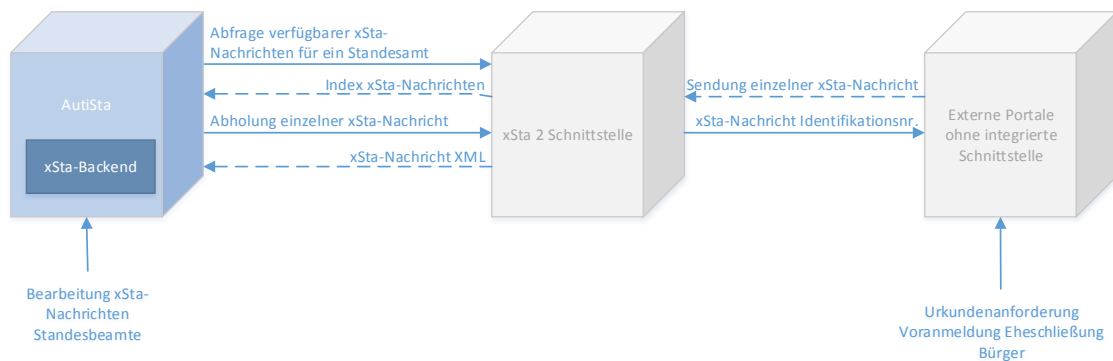 Abfrage verfügbarer xSta-
Nachrichten für ein Standesamt
Index xSta-Nachrichten
Sendung einzelner xSta-Nachricht
AutiSta
Abholung einzelner xSta-Nachricht
xSta 2 Schnittstelle
xSta-Nachricht Identifikationsnr.
Externe Portale
ohne integrierte
Schnittstelle
xSta-Backend
xSta-Nachricht XML
Bearbeitung xSta-
Nachrichten
Standesbeamte
Urkundenanforderung
Voranmeldung Eheschließung
Bürger